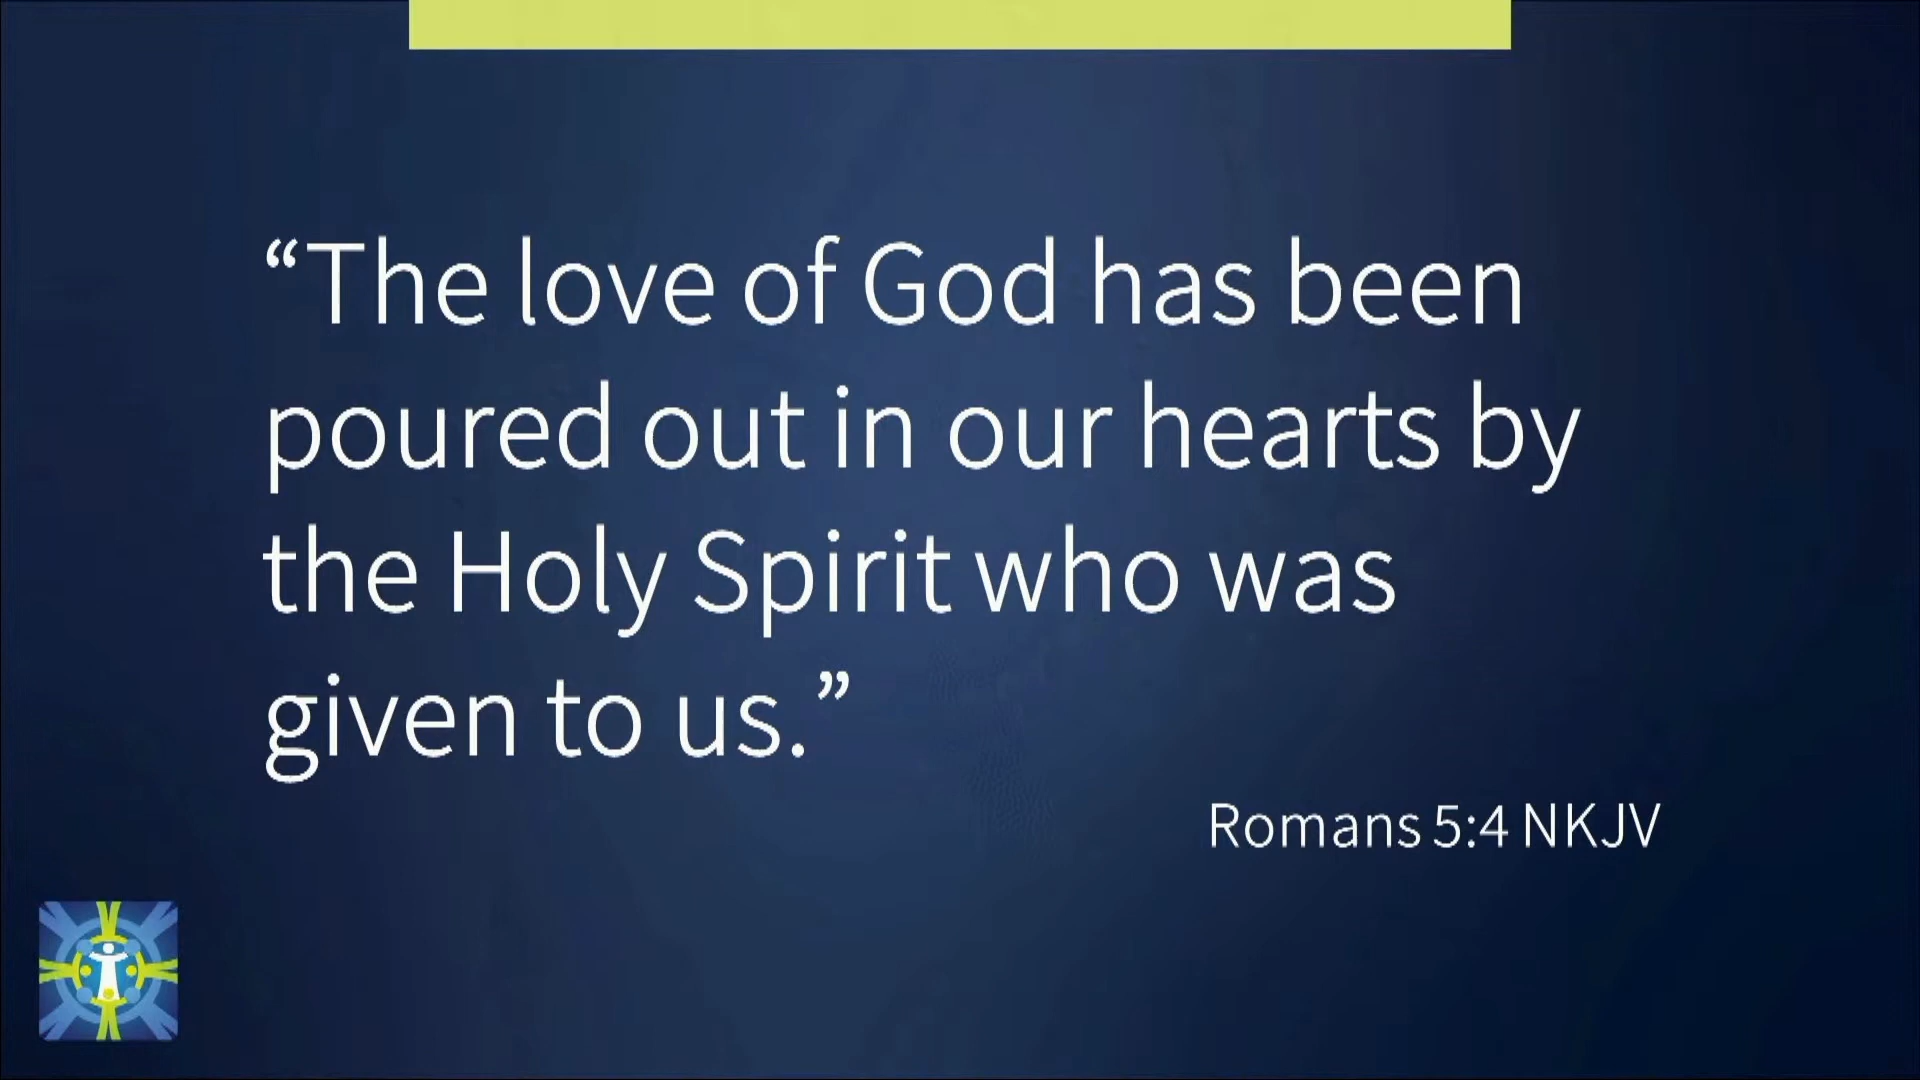 “The love of God has been
poured out in our hearts by
the Holy Spirit who was
given to us.”
Romans 5:4 NKJV